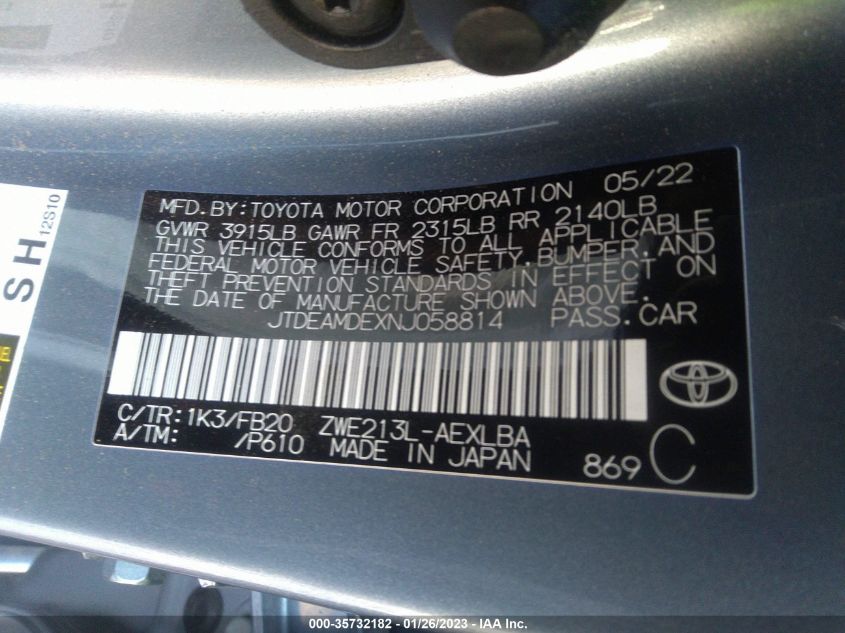 MFD.BY:TOYOTA MOTOR CORPORATION 05/22
GVWR 3915LB GAWR FR 2315LB RR 2140LB
THIS VEHICLE CONFORMS TO ALL APPLICABLE
FEDERAL MOTOR VEHICLE SAFETY,BUMPER,AND
THEFT PREVENTION STANDARDS IN EFFECT ON
THE DATE OF MANUFACTURE SHOWN ABOVE.
JTDEAMDEXNJ058814 PASS.CAR
C/TR:1K3/FB20 ZWE213L-AEXLBA
A/TM: /P610 MADE IN JAPAN 869 C
SH
12S10
000-35732182 - 01/26/2023 - IAA Inc.